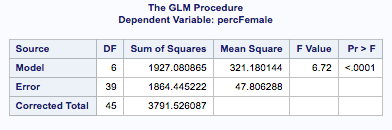 The GLM Procedure
Dependent Variable: percFemale
Source DF Sum of Squares Mean Square F Value Pr > F
Model 6 1927.080865 321.180144 6.72 <.0001
Error 39 1864.445222 47.806288
Corrected Total 45 3791.526087